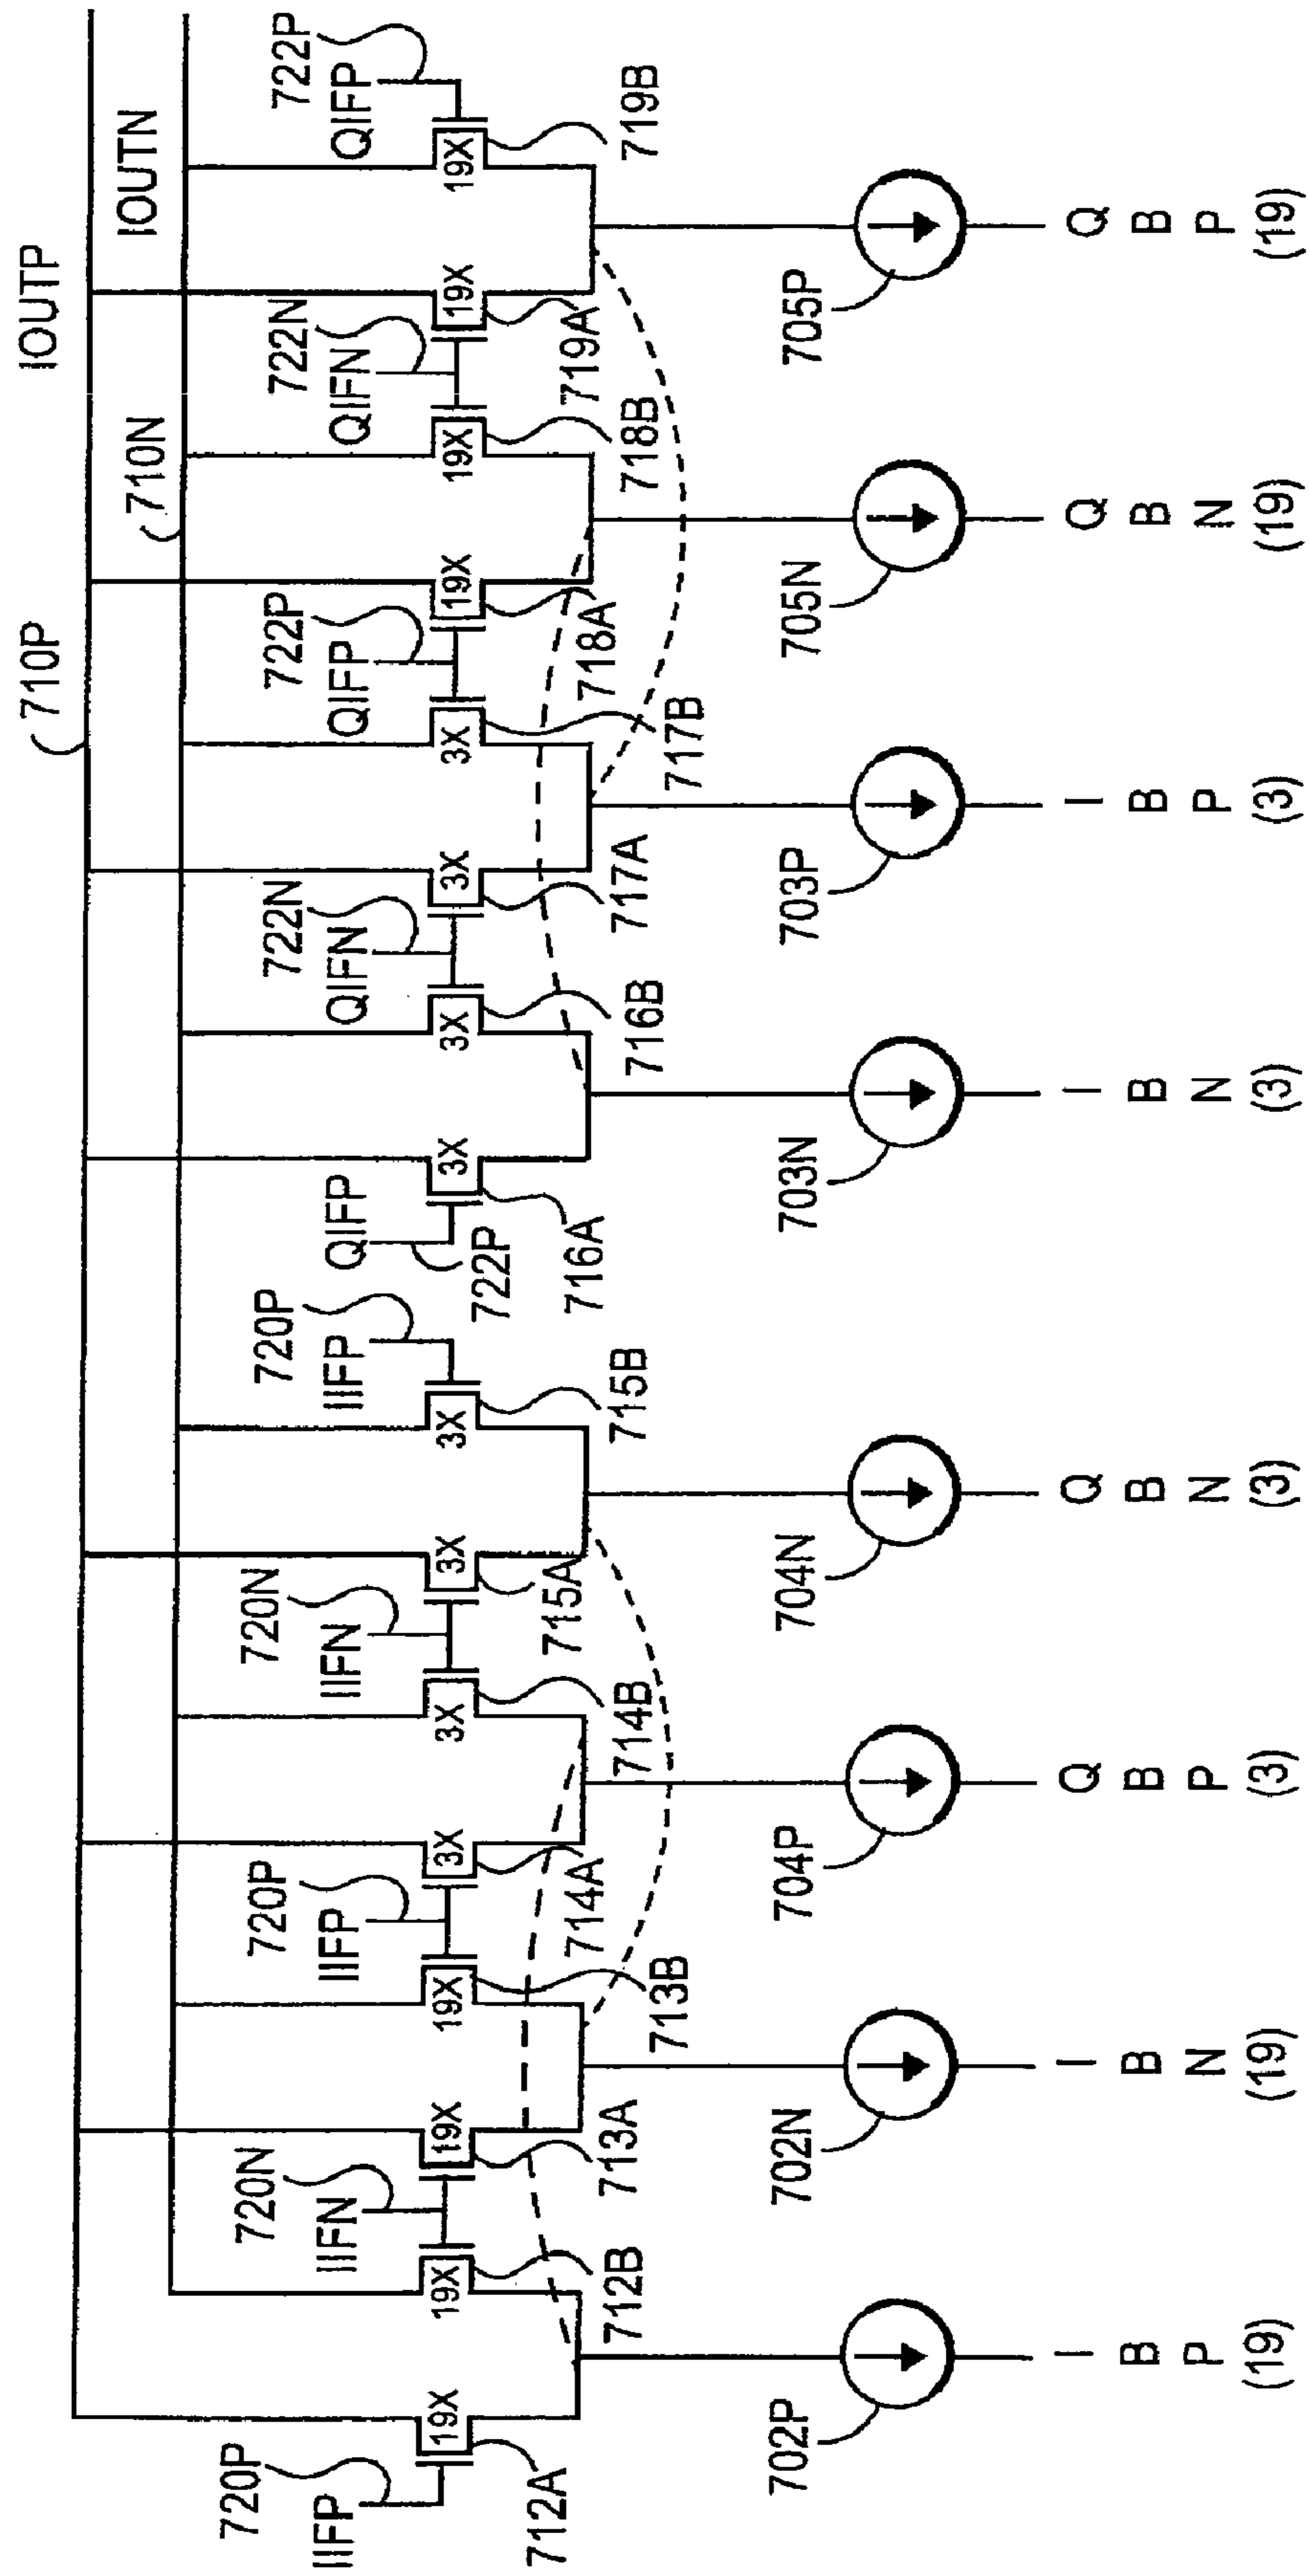 IOUTP
710P
IOUTN
710N
720P
IIFP
720N
IIFN
720P
IIFP
720N
IIFN
720P
IIFP
QIFP
722P
722N
QIFN
722P
QIFP
722N
QIFN
722P
QIFP
19X
19X
19X
19X
3X
3X
3X
3X
3X
3X
3X
3X
19X
19X
19X
19X
712A
712B
713A
713B
714A
714B
715A
715B
716A
716B
717A
717B
718A
718B
719A
719B
702P
702N
704P
704N
703N
703P
705N
705P
I B P (19)
I B N (19)
Q B P (3)
Q B N (3)
I B N (3)
I B P (3)
Q B N (19)
Q B P (19)